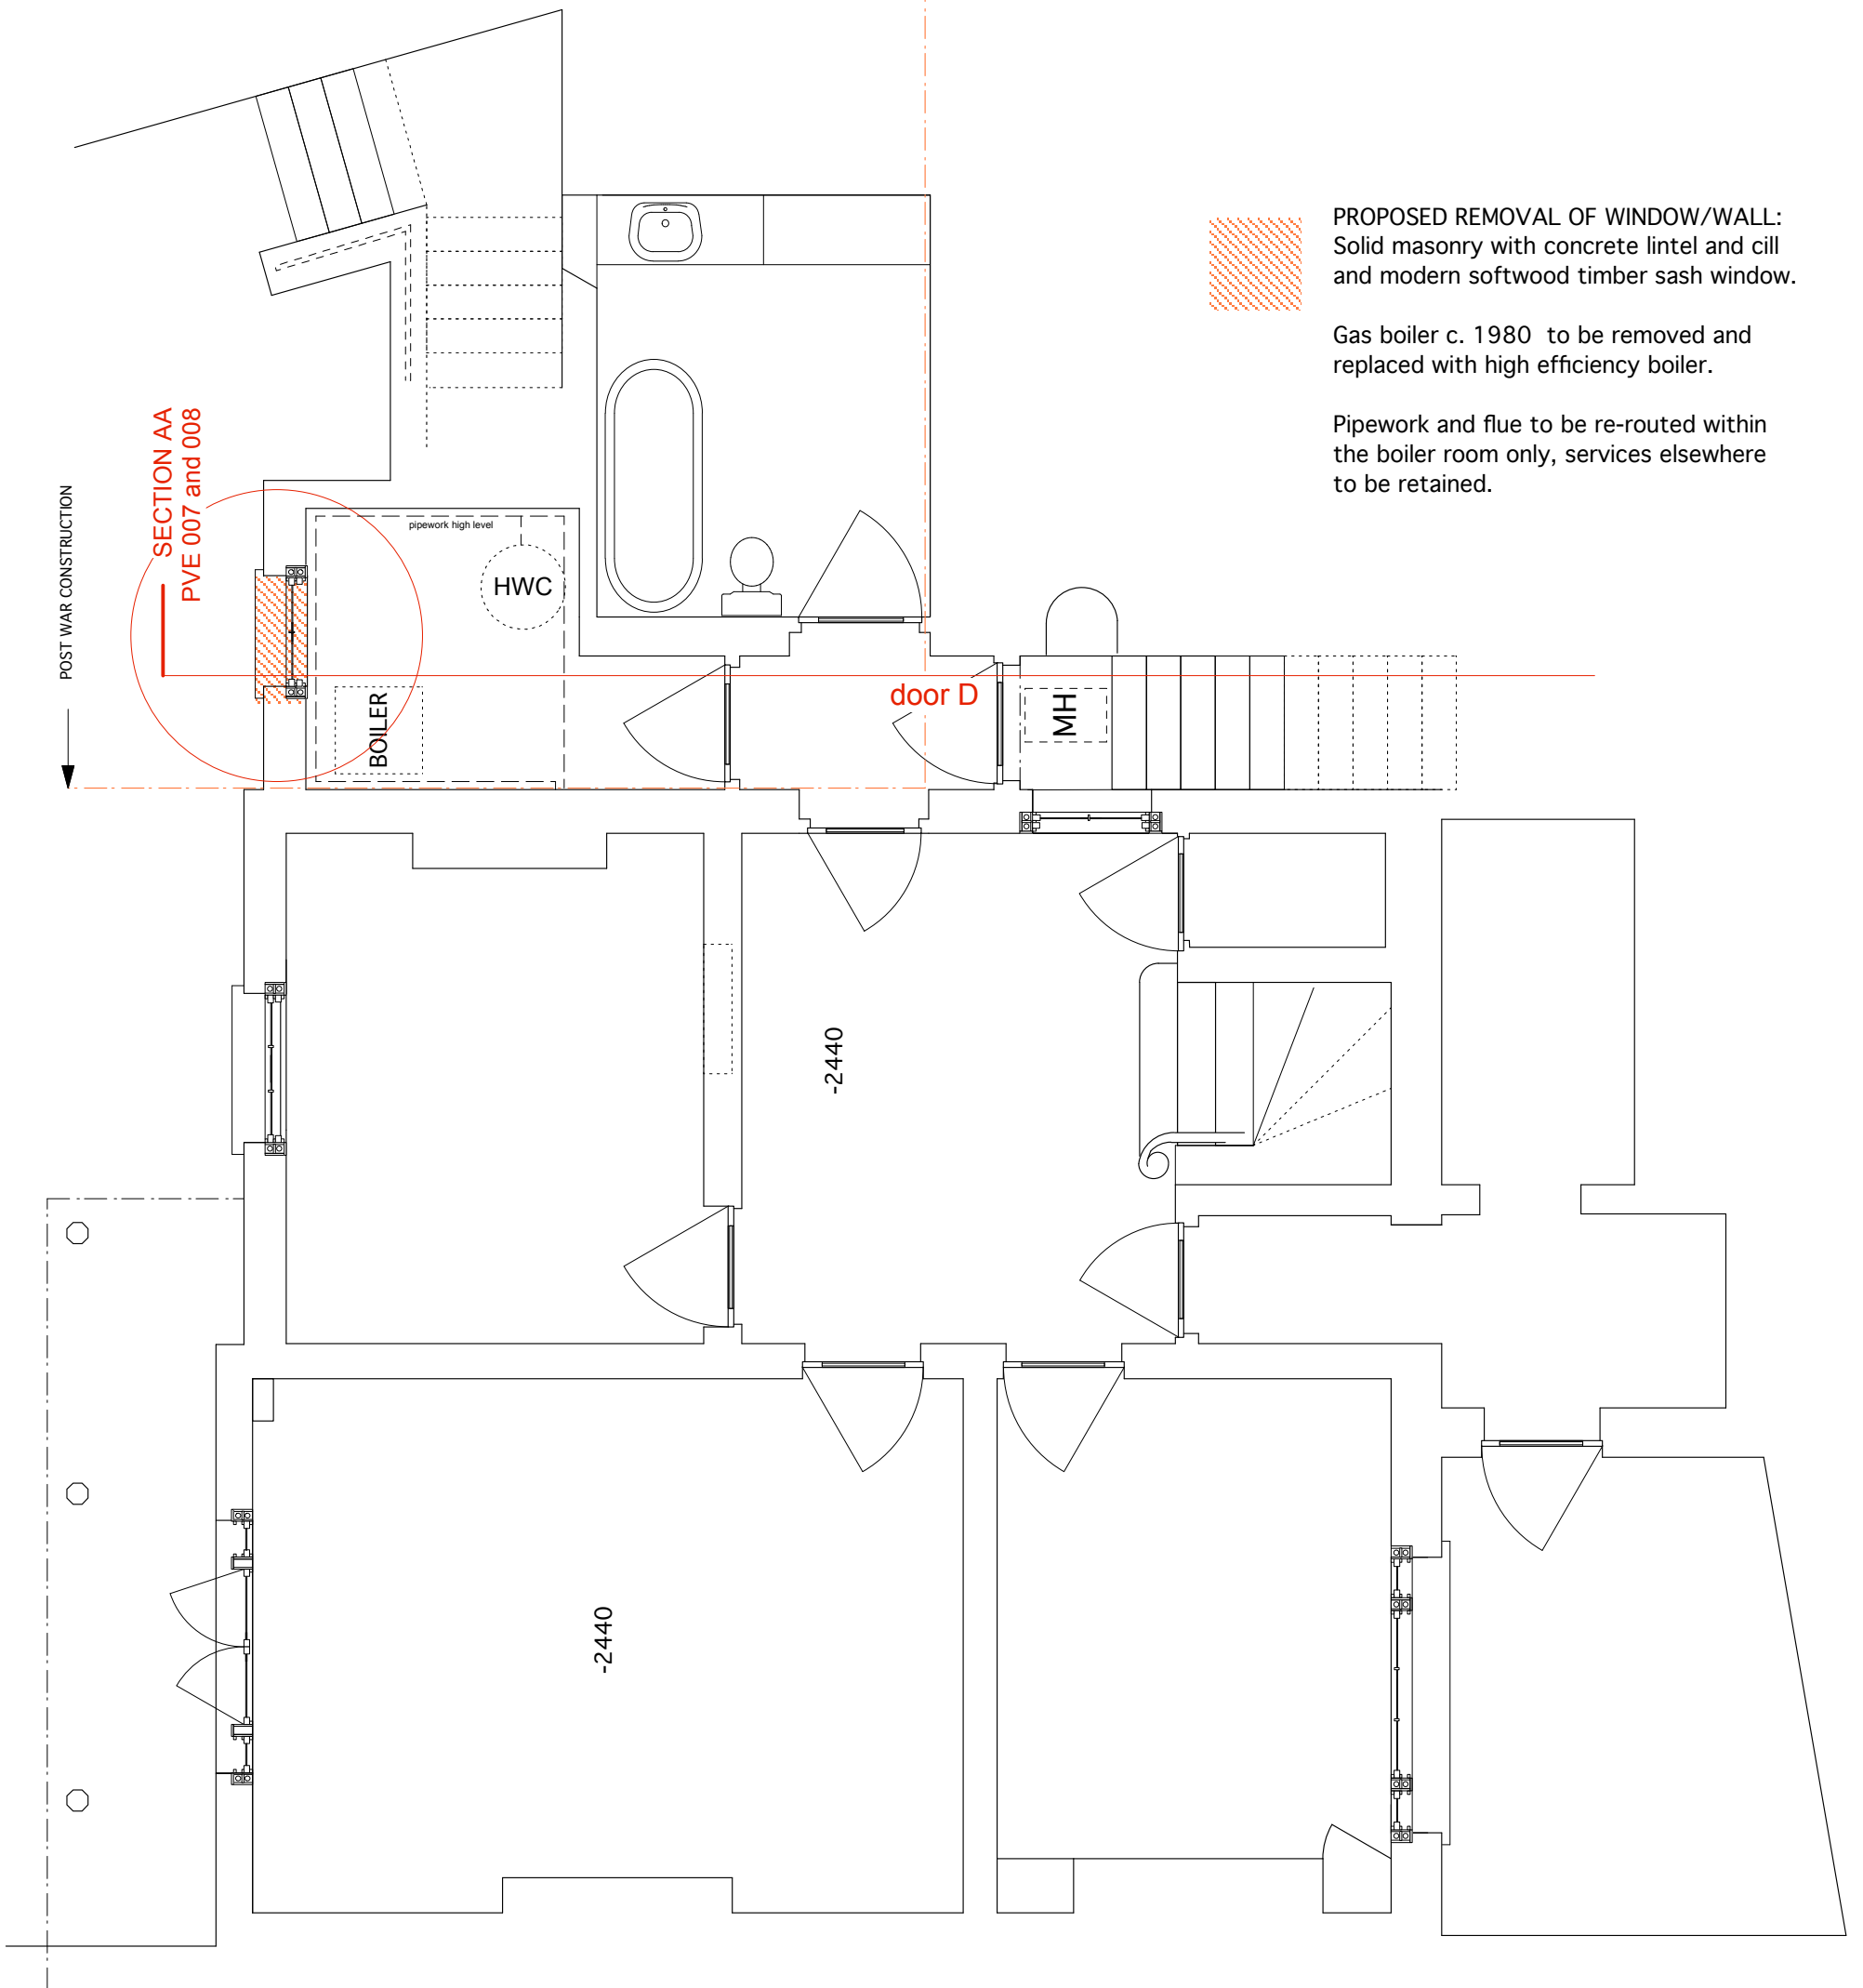 PROPOSED REMOVAL OF WINDOW/WALL:
Solid masonry with concrete lintel and cill
and modern softwood timber sash window.
Gas boiler c. 1980 to be removed and
replaced with high efficiency boiler.
Pipework and flue to be re-routed within
the boiler room only, services elsewhere
to be retained.
SECTION AA
PVE 007 and 008
POST WAR CONSTRUCTION
pipework high level
HWC
BOILER
door D
MH
-2440
-2440